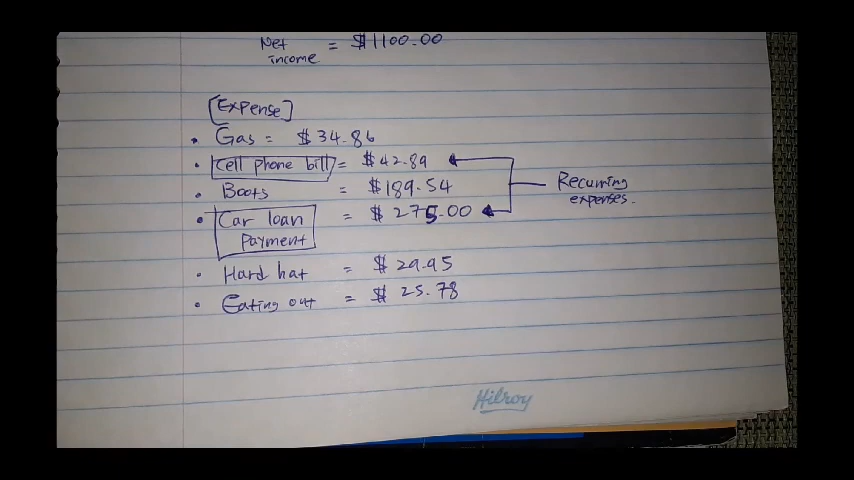 Net = $1100.00
income
[Expense]
• Gas = $34.86
• Cell phone bill = $42.89
Recurring
expenses.
• Boots = $189.54
• Car loan = $275.00
Payment
• Hard hat = $29.95
• Eating out = $25.78
Hilroy